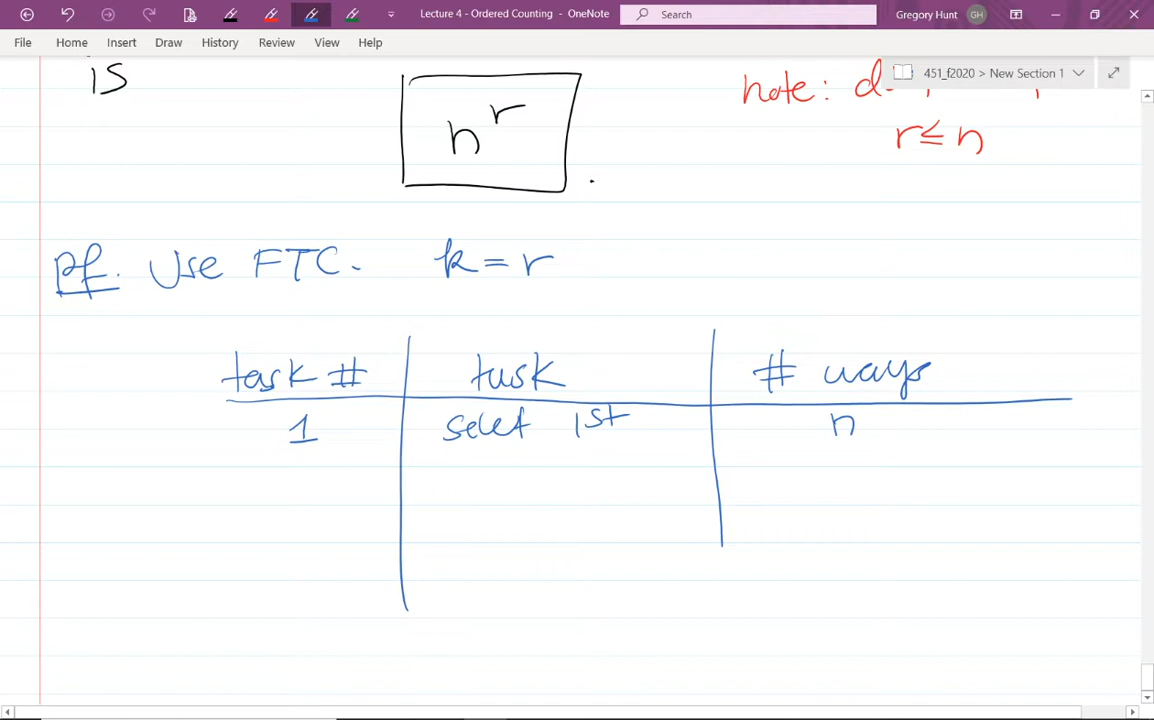 Lecture 4 - Ordered Counting - OneNote
Search
Gregory Hunt GH
File Home Insert Draw History Review View Help
451_f2020 > New Section 1
is
n^r
.
note:
r ≤ n
pf. Use FTC. k = r
task # task # ways
1 select 1st n